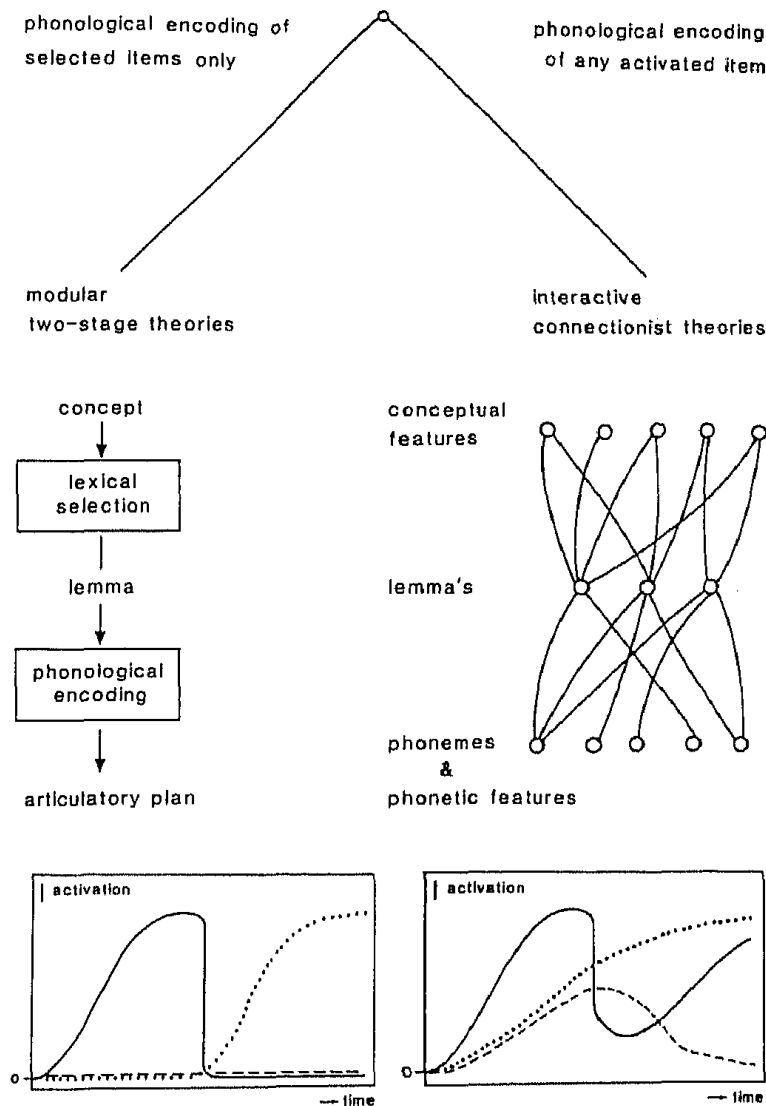 phonological encoding of
selected items only
phonological encoding
of any activated item
modular
two-stage theories
interactive
connectionist theories
concept
lexical
selection
lemma
phonological
encoding
articulatory plan
conceptual
features
lemma's
phonemes
&
phonetic features
activation
0
→ time
activation
0
→ time